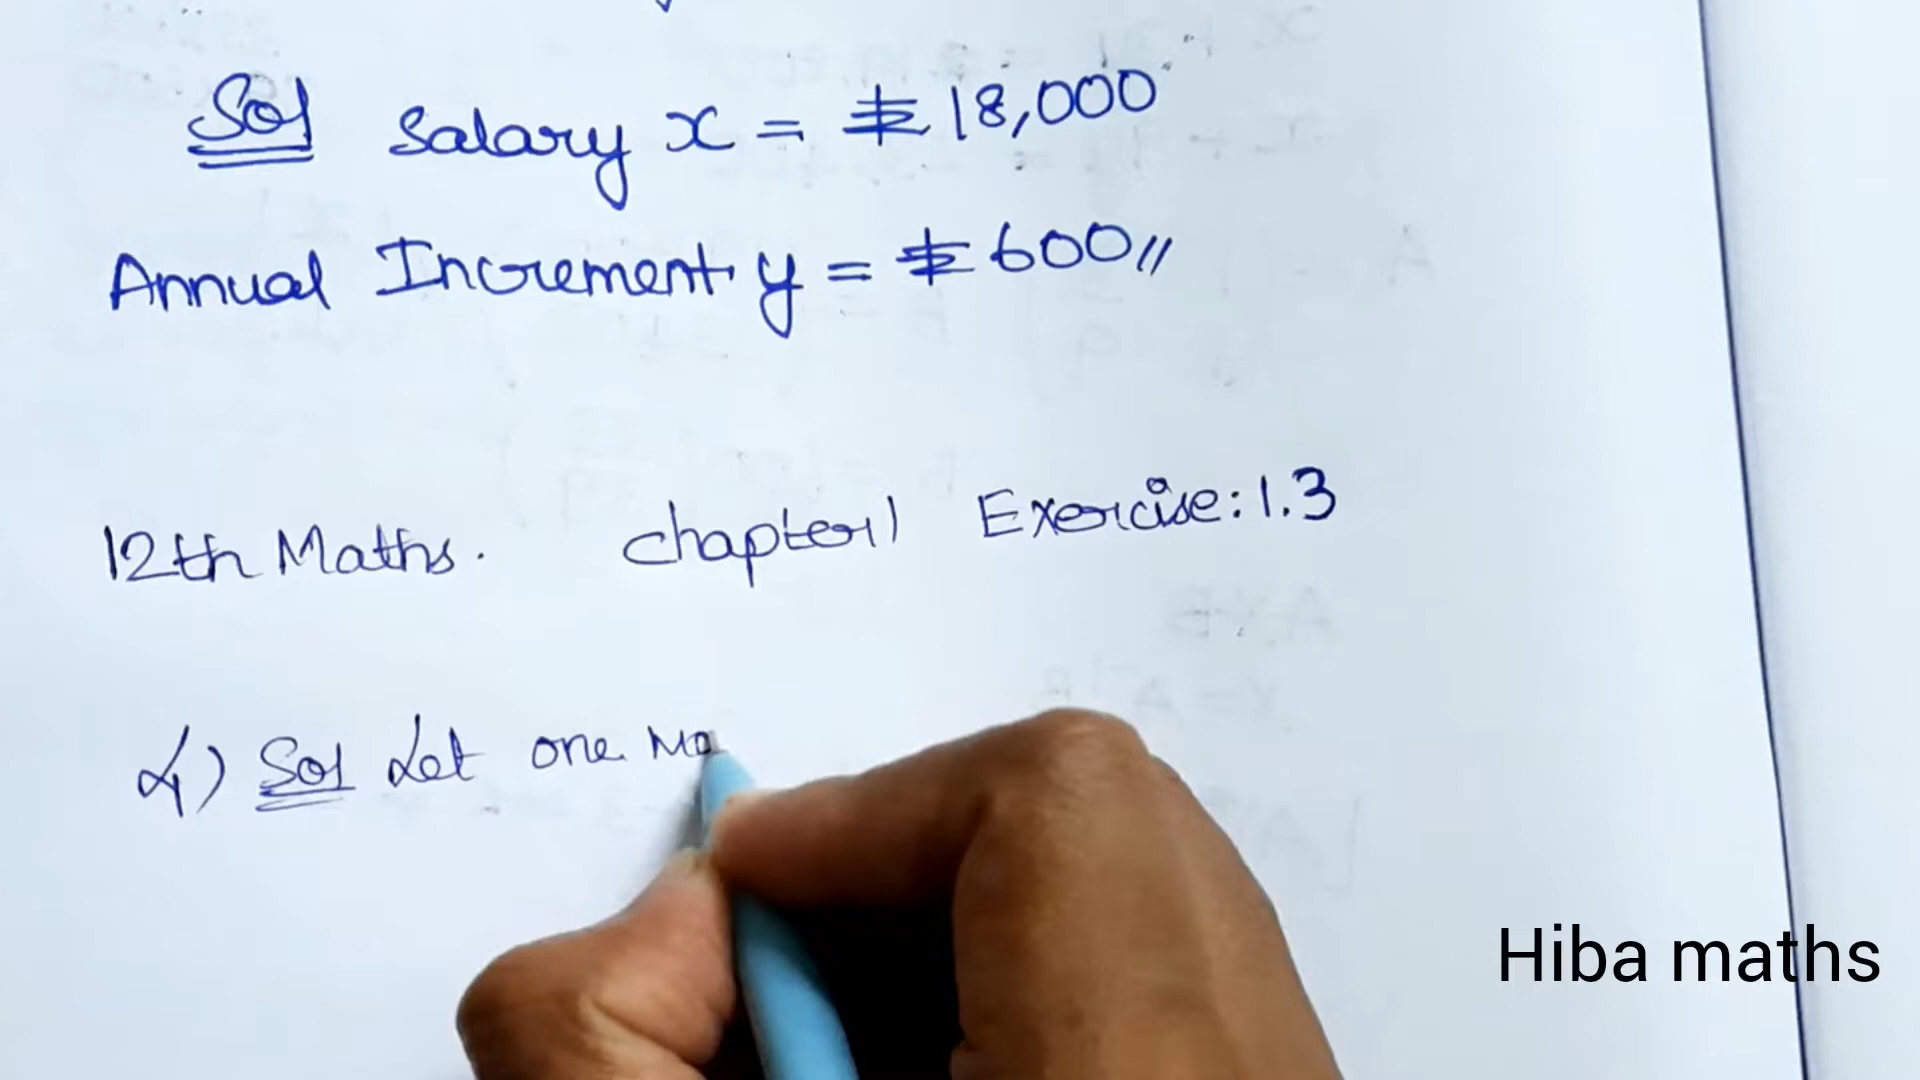 Sol Salary x = ₹ 18,000
Annual Increment y = ₹ 600 //
12th Maths. Chapter 1 Exercise: 1.3
4) Sol Let one Ma
Hiba maths